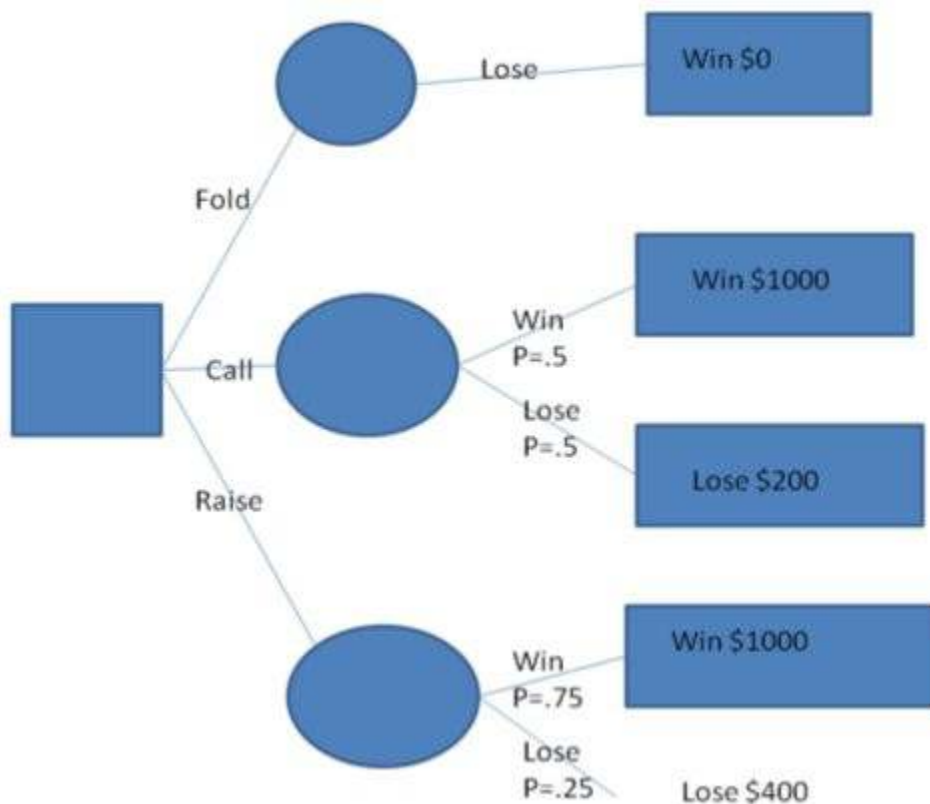 Lose
Win $0
Fold
Win $1000
Win
P=.5
Call
Lose
P=.5
Lose $200
Raise
Win $1000
Win
P=.75
Lose
P=.25
Lose $400